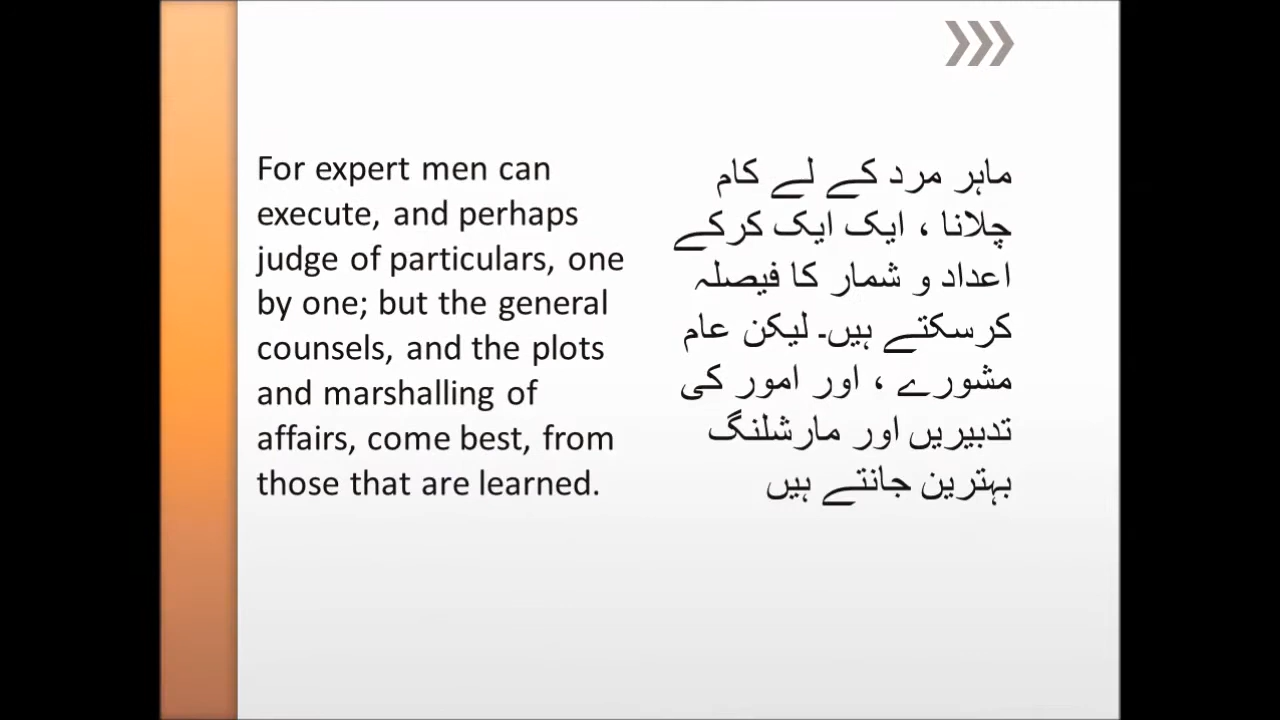 For expert men can
execute, and perhaps
judge of particulars, one
by one; but the general
counsels, and the plots
and marshalling of
affairs, come best, from
those that are learned.
ماہر مرد کے لے کام
چلانا ، ایک ایک کرکے
اعداد و شمار کا فیصلہ
کرسکتے ہیں۔ لیکن عام
مشورے ، اور امور کی
تدبیریں اور مارشلنگ
بہترین جانتے ہیں